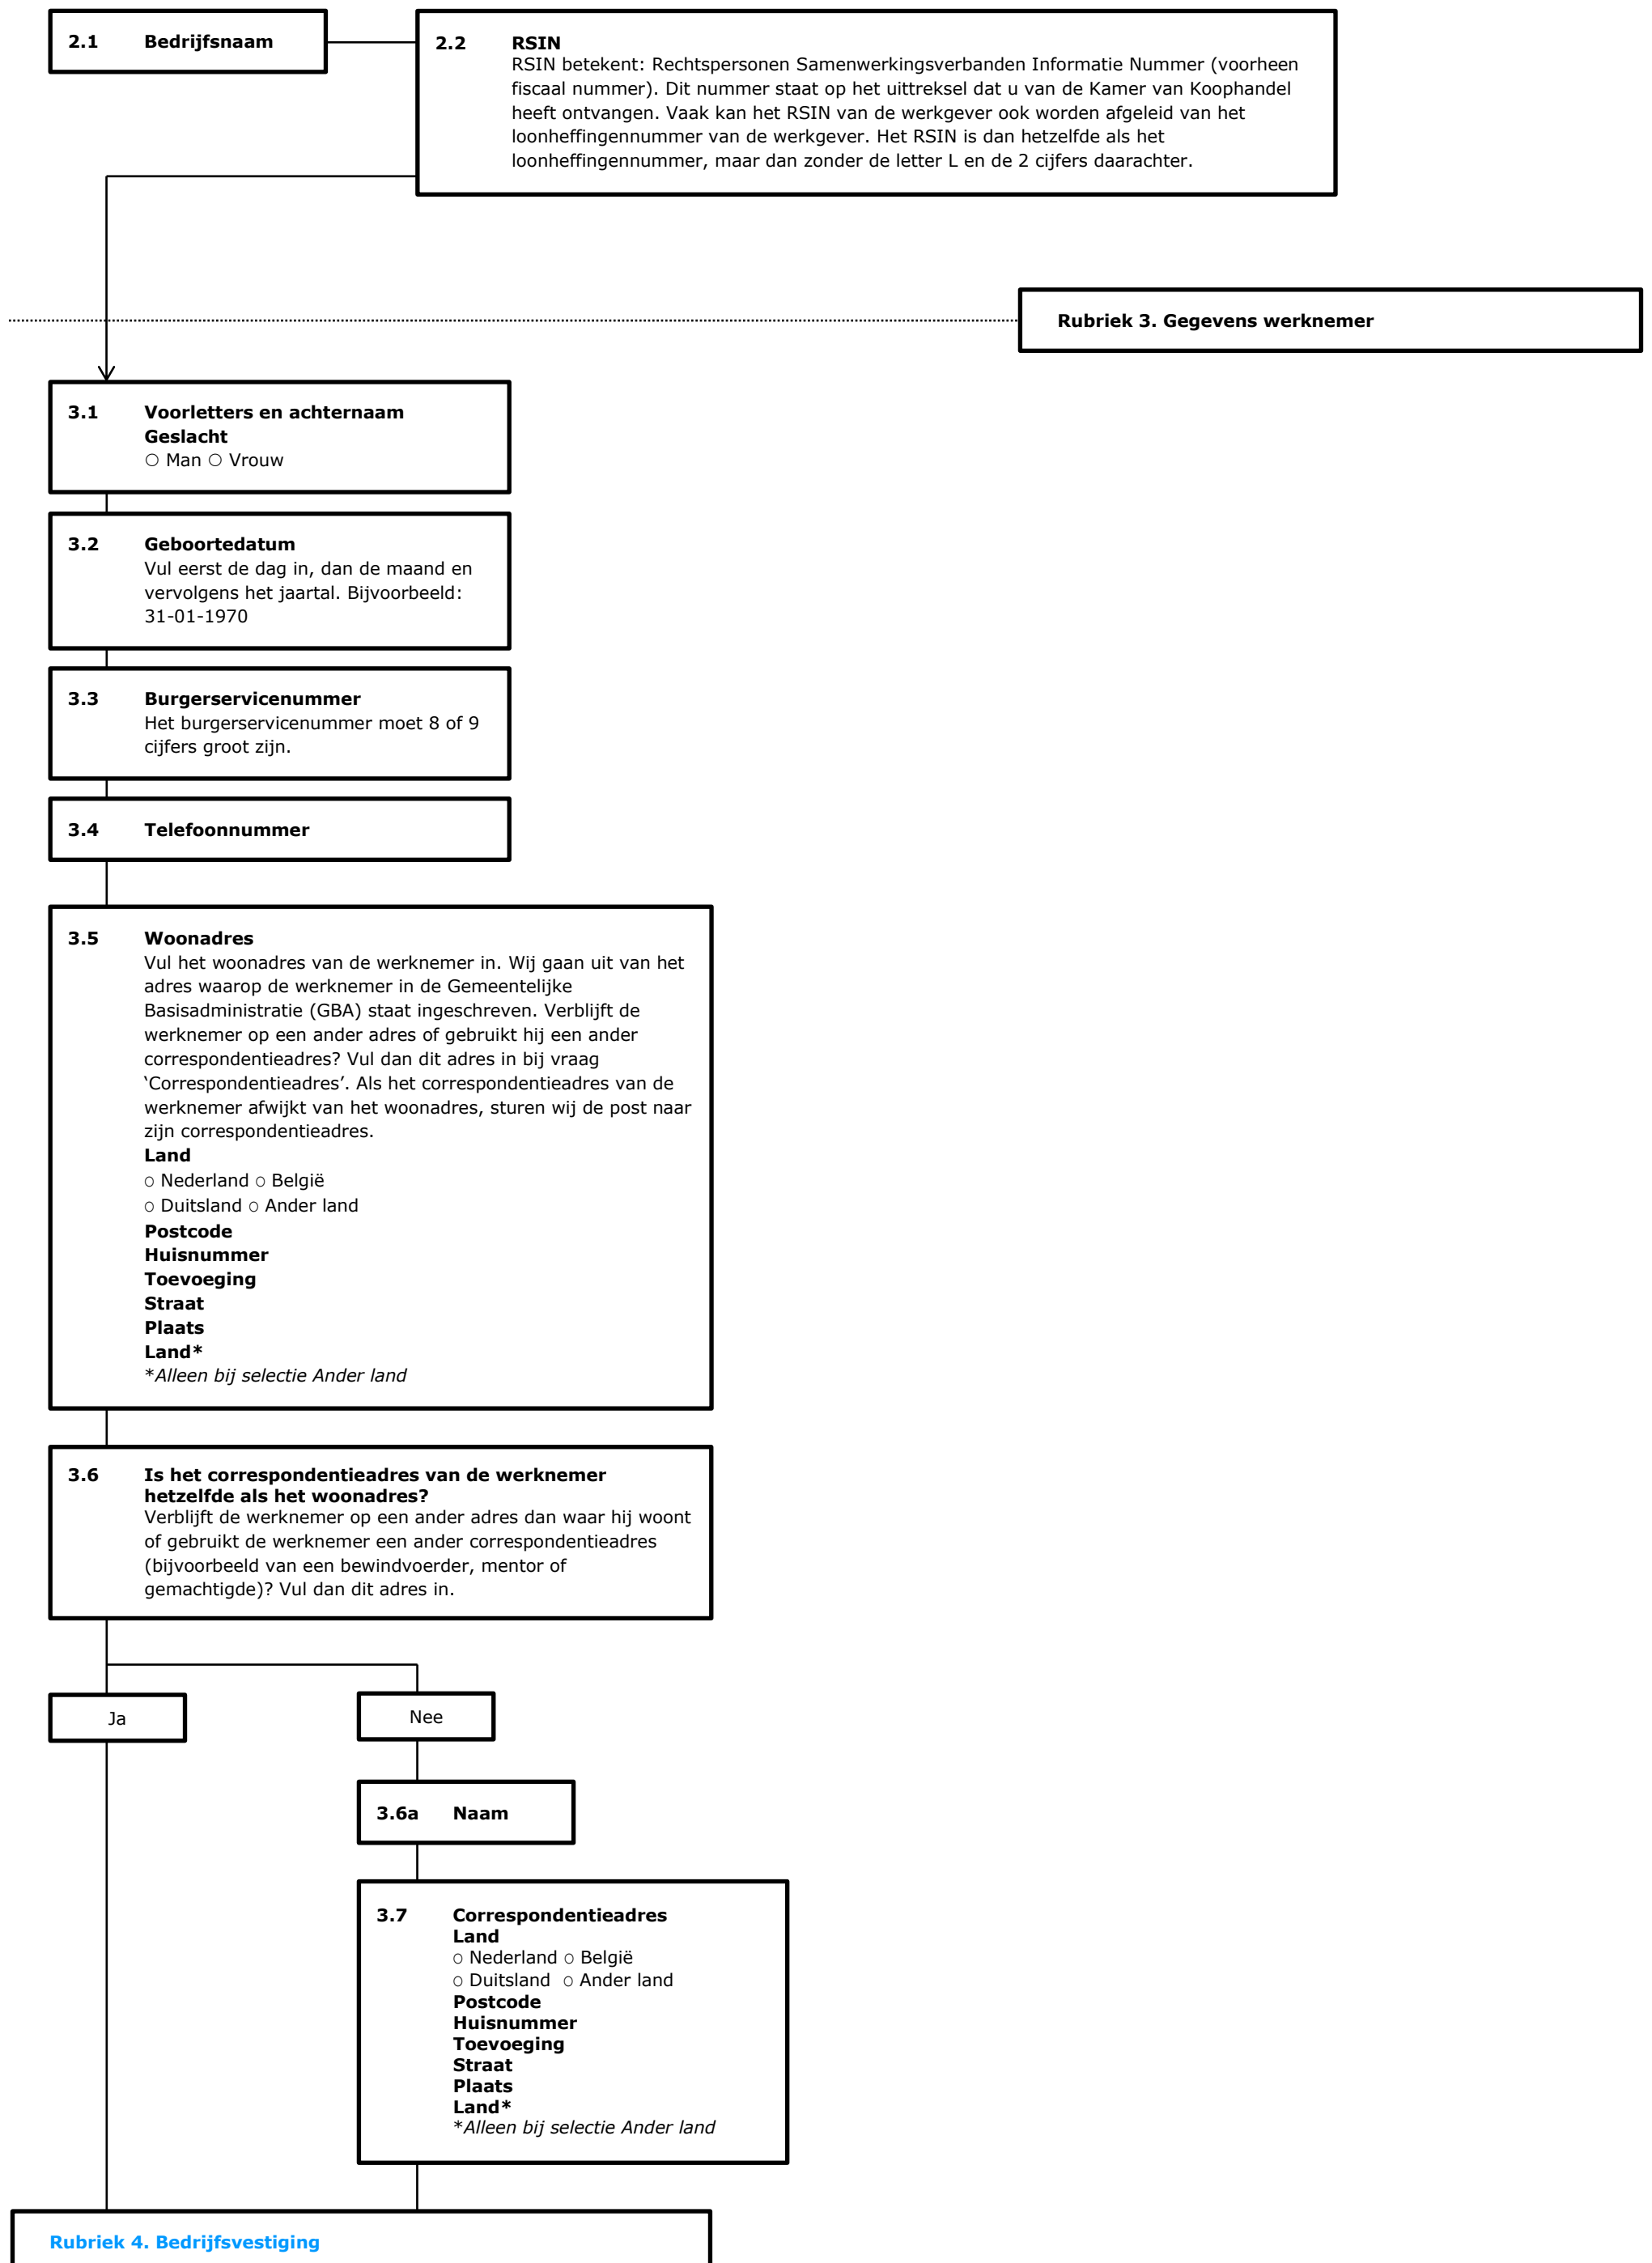 2.1 Bedrijfsnaam
2.2 RSIN
RSIN betekent: Rechtspersonen Samenwerkingsverbanden Informatie Nummer (voorheen
fiscaal nummer). Dit nummer staat op het uittreksel dat u van de Kamer van Koophandel
heeft ontvangen. Vaak kan het RSIN van de werkgever ook worden afgeleid van het
loonheffingennummer van de werkgever. Het RSIN is dan hetzelfde als het
loonheffingennummer, maar dan zonder de letter L en de 2 cijfers daarachter.
Rubriek 3. Gegevens werknemer
3.1 Voorletters en achternaam
Geslacht
○ Man ○ Vrouw
3.2 Geboortedatum
Vul eerst de dag in, dan de maand en
vervolgens het jaartal. Bijvoorbeeld:
31-01-1970
3.3 Burgerservicenummer
Het burgerservicenummer moet 8 of 9
cijfers groot zijn.
3.4 Telefoonnummer
3.5 Woonadres
Vul het woonadres van de werknemer in. Wij gaan uit van het
adres waarop de werknemer in de Gemeentelijke
Basisadministratie (GBA) staat ingeschreven. Verblijft de
werknemer op een ander adres of gebruikt hij een ander
correspondentieadres? Vul dan dit adres in bij vraag
‘Correspondentieadres’. Als het correspondentieadres van de
werknemer afwijkt van het woonadres, sturen wij de post naar
zijn correspondentieadres.
Land
○ Nederland ○ België
○ Duitsland ○ Ander land
Postcode
Huisnummer
Toevoeging
Straat
Plaats
Land*
*Alleen bij selectie Ander land
3.6 Is het correspondentieadres van de werknemer
hetzelfde als het woonadres?
Verblijft de werknemer op een ander adres dan waar hij woont
of gebruikt de werknemer een ander correspondentieadres
(bijvoorbeeld van een bewindvoerder, mentor of
gemachtigde)? Vul dan dit adres in.
Ja
Nee
3.6a Naam
3.7 Correspondentieadres
Land
○ Nederland ○ België
○ Duitsland ○ Ander land
Postcode
Huisnummer
Toevoeging
Straat
Plaats
Land*
*Alleen bij selectie Ander land
Rubriek 4. Bedrijfsvestiging